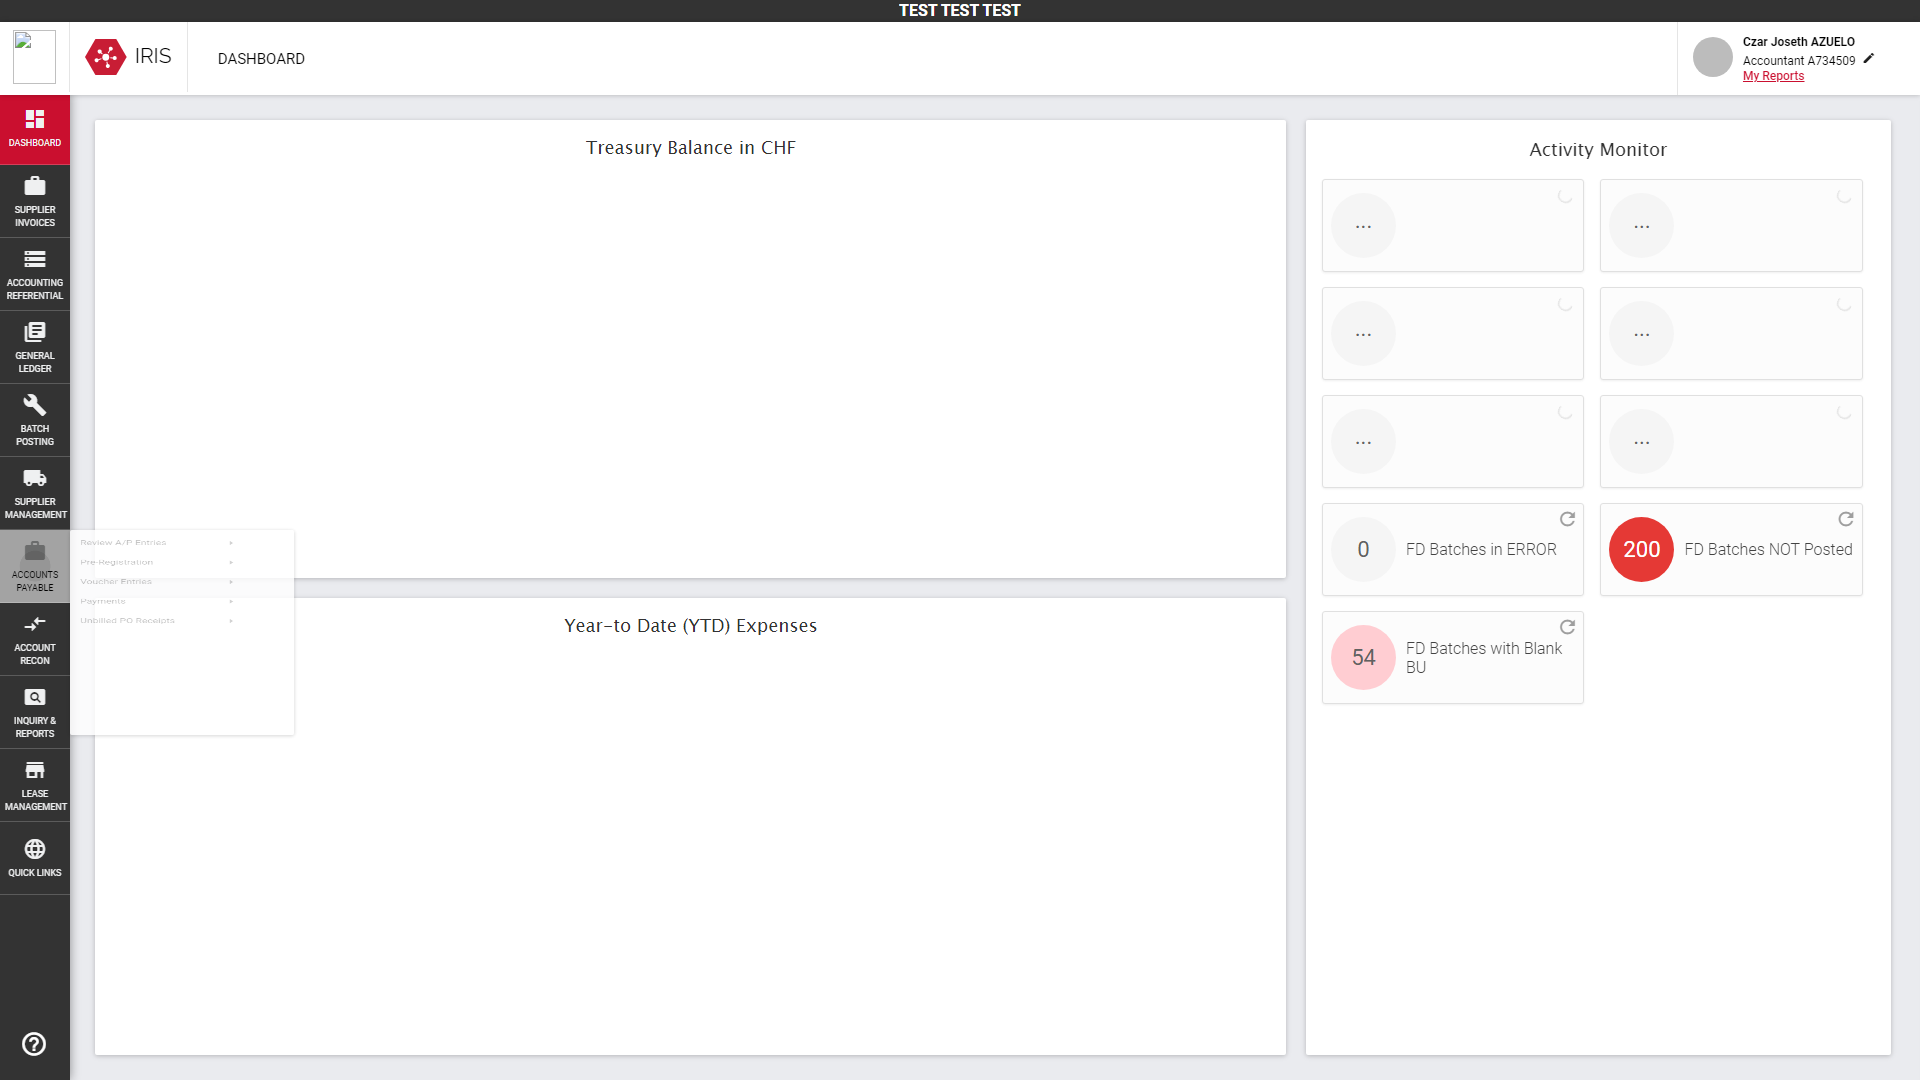 TEST TEST TEST
IRIS
DASHBOARD
Czar Joseth AZUELO
Accountant A734509
My Reports
DASHBOARD
SUPPLIER
INVOICES
ACCOUNTING
REFERENTIAL
GENERAL
LEDGER
BATCH
POSTING
SUPPLIER
MANAGEMENT
ACCOUNTS
PAYABLE
ACCOUNT
RECON
INQUIRY &
REPORTS
LEASE
MANAGEMENT
QUICK LINKS
Review A/P Entries
Pre-Registration
Voucher Entries
Payments
Unbilled PO Receipts
Treasury Balance in CHF
Year-to Date (YTD) Expenses
Activity Monitor
...
...
...
...
...
...
0 FD Batches in ERROR
200 FD Batches NOT Posted
54 FD Batches with Blank
BU